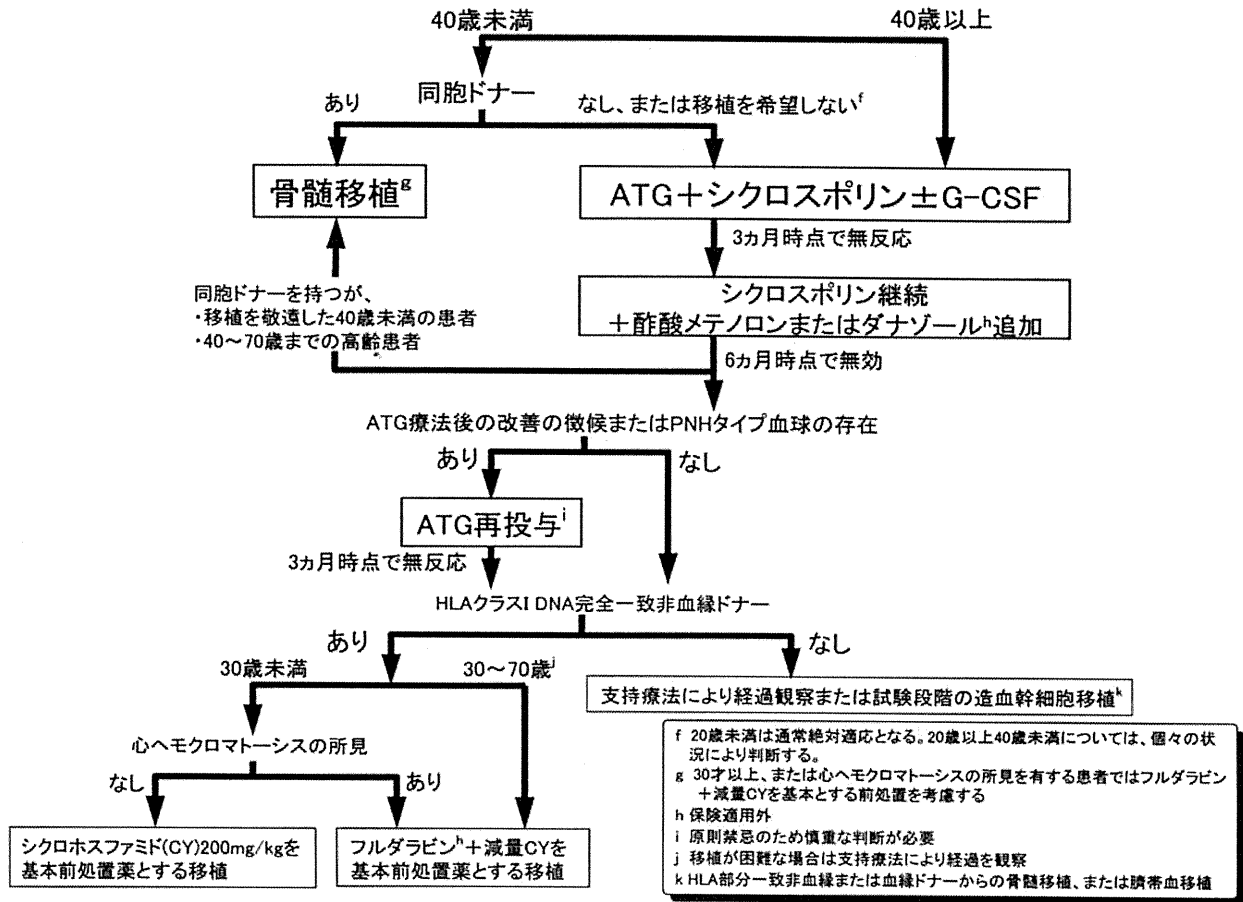 40歳未満
40歳以上
同胞ドナー
あり
なし、または移植を希望しないf
骨髄移植g
ATG+シクロスポリン±G-CSF
3ヵ月時点で無反応
同胞ドナーを持つが、
・移植を敬遠した40歳未満の患者
・40～70歳までの高齢患者
シクロスポリン継続
+酢酸メテノロンまたはダナゾールh追加
6ヵ月時点で無効
ATG療法後の改善の徴候またはPNHタイプ血球の存在
あり
なし
ATG再投与i
3ヵ月時点で無反応
HLAクラスI DNA完全一致非血縁ドナー
あり
なし
30歳未満
30～70歳j
支持療法により経過観察または試験段階の造血幹細胞移植k
心ヘモクロマトーシスの所見
なし
あり
シクロホスファミド(CY)200mg/kgを
基本前処置薬とする移植
フルダラビンh+減量CYを
基本前処置薬とする移植
f 20歳未満は通常絶対適応となる。20歳以上40歳未満については、個々の状
況により判断する。
g 30才以上、または心ヘモクロマトーシスの所見を有する患者ではフルダラビン
+減量CYを基本とする前処置を考慮する
h 保険適用外
i 原則禁忌のため慎重な判断が必要
j 移植が困難な場合は支持療法により経過を観察
k HLA部分一致非血縁または血縁ドナーからの骨髄移植、または臍帯血移植